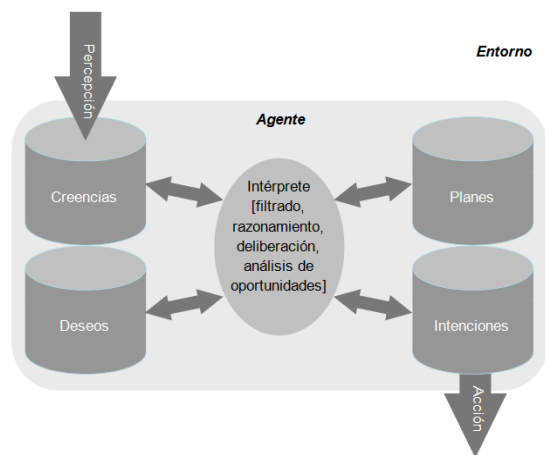 Percepción
Entorno
Agente
Creencias
Intérprete
[filtrado,
razonamiento,
deliberación,
análisis de
oportunidades]
Planes
Deseos
Intenciones
Acción